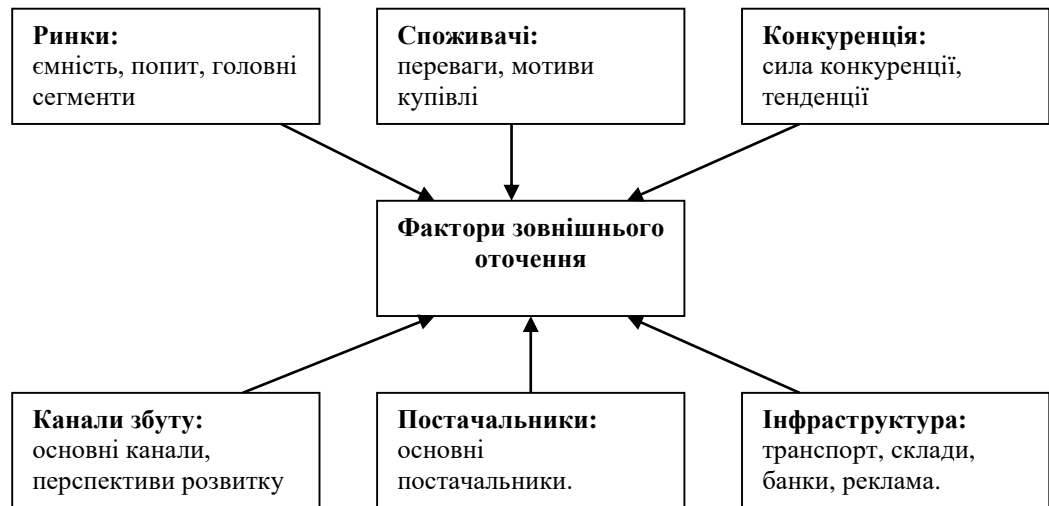 Ринки:
ємність, попит, головні
сегменти
Споживачі:
переваги, мотиви
купівлі
Конкуренція:
сила конкуренції,
тенденції
Фактори зовнішнього
оточення
Канали збуту:
основні канали,
перспективи розвитку
Постачальники:
основні
постачальники.
Інфраструктура:
транспорт, склади,
банки, реклама.